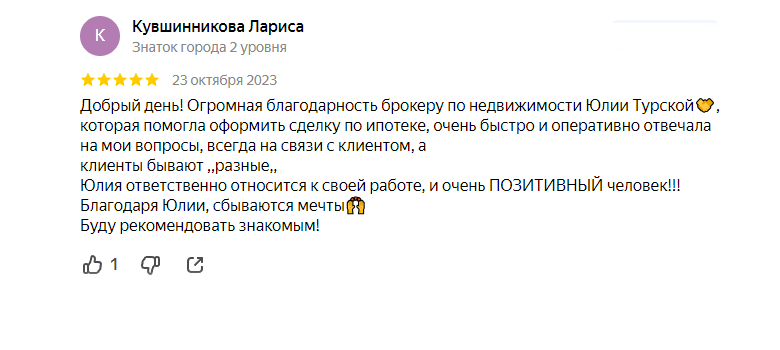 К
Кувшинникова Лариса
Знаток города 2 уровня
23 октября 2023
Добрый день! Огромная благодарность брокеру по недвижимости Юлии Турской🤝,
которая помогла оформить сделку по ипотеке, очень быстро и оперативно отвечала
на мои вопросы, всегда на связи с клиентом, а
клиенты бывают ,,разные,,
Юлия ответственно относится к своей работе, и очень ПОЗИТИВНЫЙ человек!!!
Благодаря Юлии, сбываются мечты🙌
Буду рекомендовать знакомым!
1